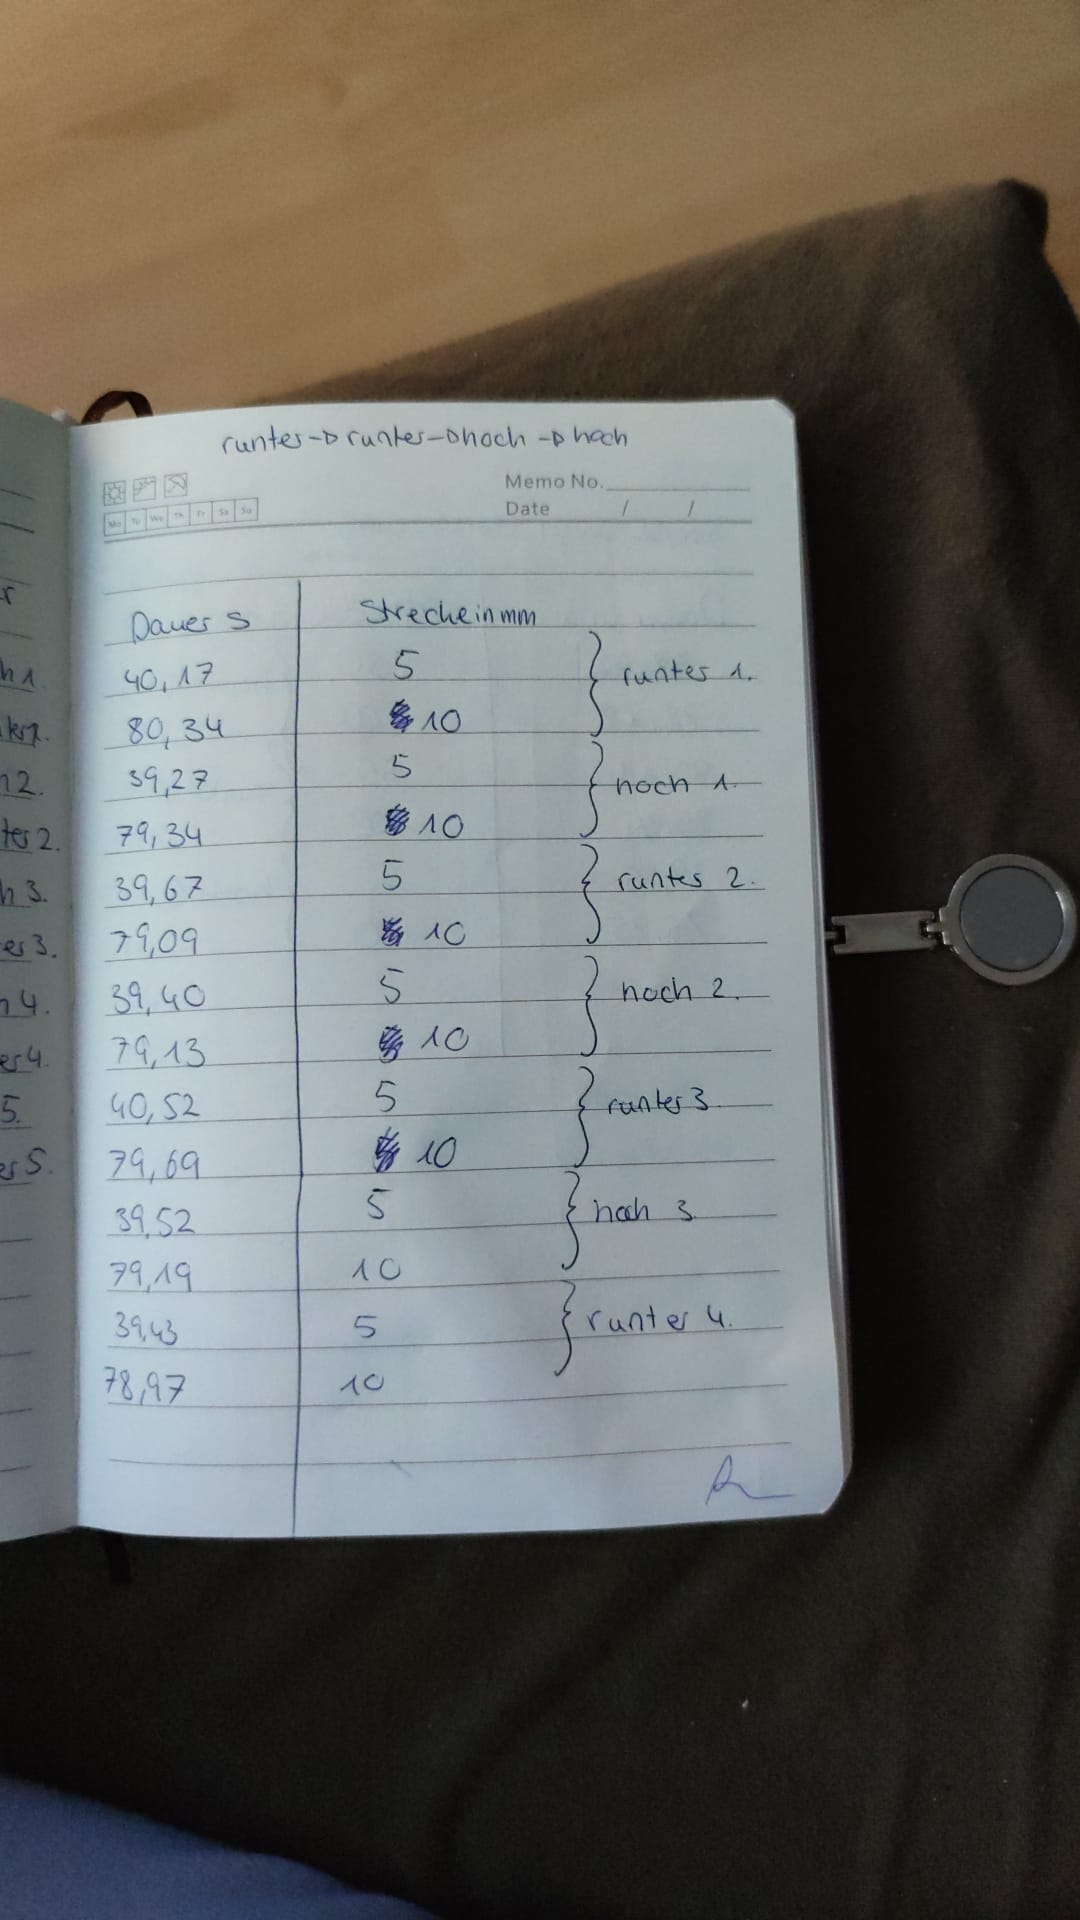 runter → runter → hoch → hoch
Memo No.
Date / /
Mo Tu We Th Fr Sa Su
Dauer s Strecke in mm
40,17 5
runter 1.
80,34 10
39,27 5
hoch 1.
79,34 10
39,67 5
runter 2.
79,09 10
39,40 5
hoch 2.
79,13 10
40,52 5
runter 3
79,69 10
39,52 5
hoch 3.
79,19 10
39,43 5
runter 4.
78,97 10
h 1.
h 2.
ter 2.
h 3.
er 3.
h 4.
er 4.
5.
er 5.